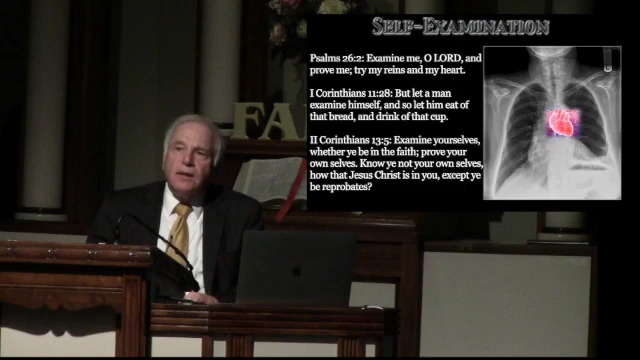 Self-Examination
Psalms 26:2: Examine me, O LORD, and
prove me; try my reins and my heart.
I Corinthians 11:28: But let a man
examine himself, and so let him eat of
that bread, and drink of that cup.
II Corinthians 13:5: Examine yourselves,
whether ye be in the faith; prove your
own selves. Know ye not your own selves,
how that Jesus Christ is in you, except ye
be reprobates?
FA